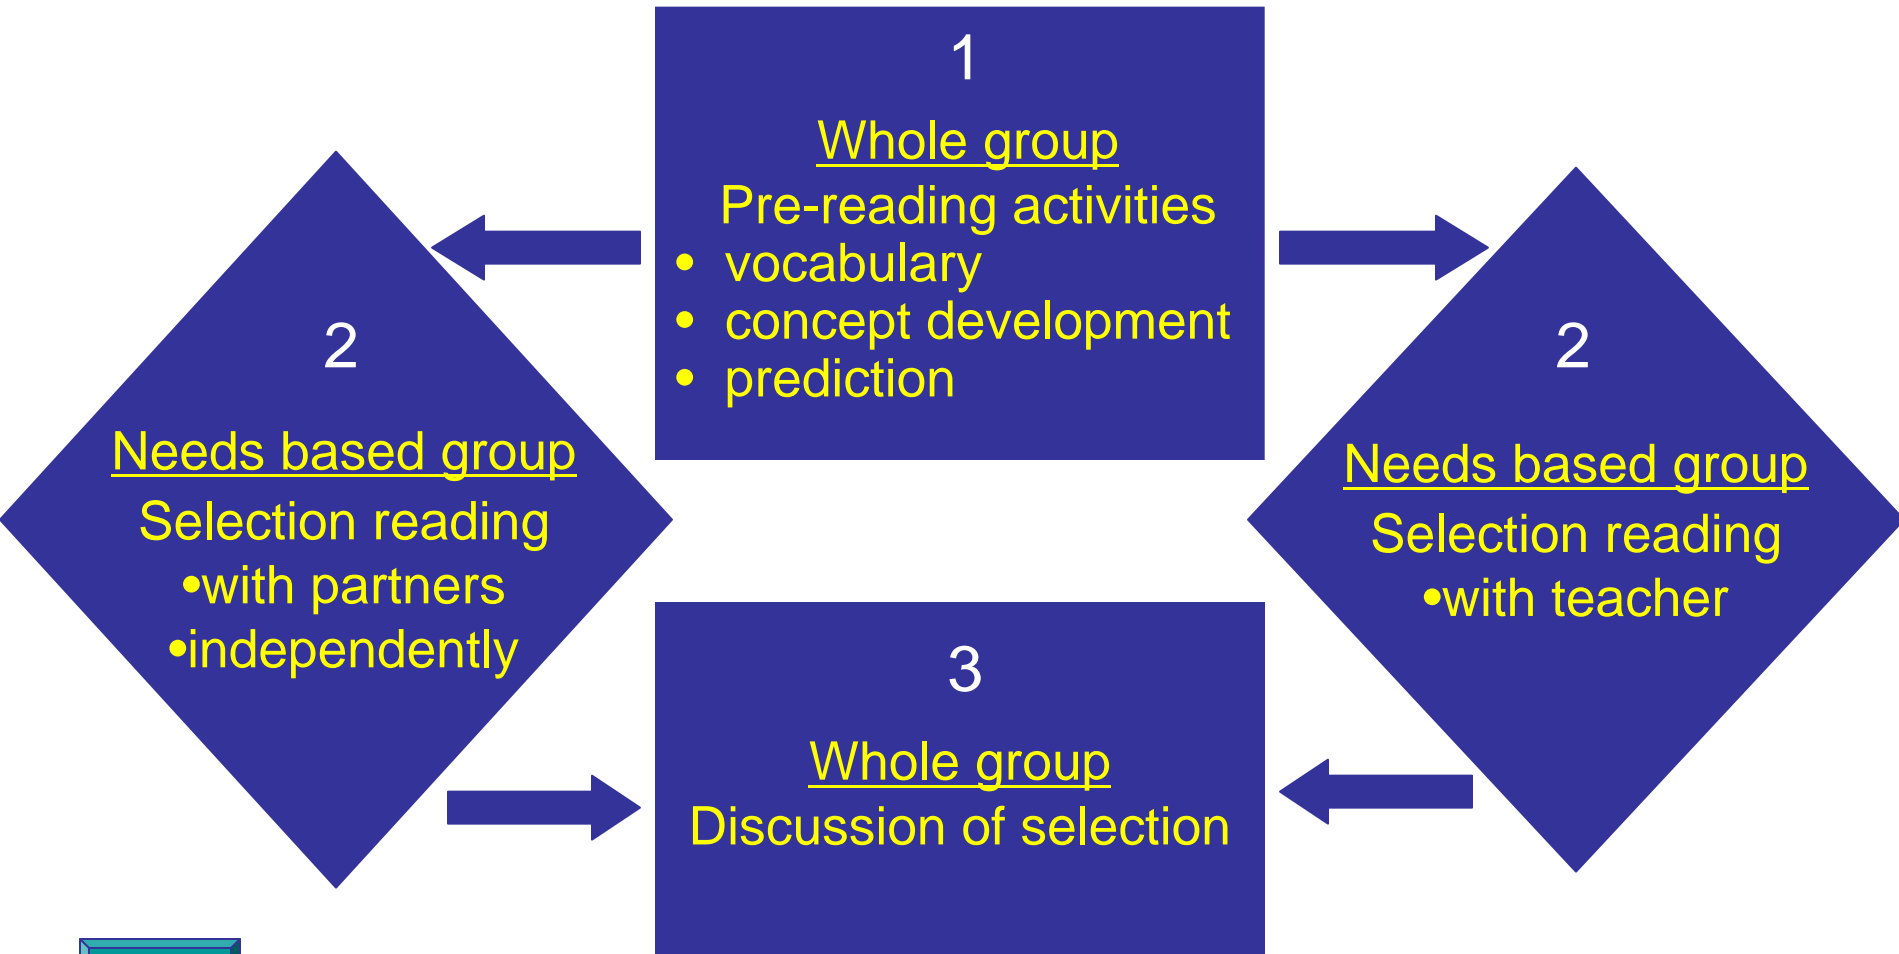 1
Whole group
Pre-reading activities
• vocabulary
• concept development
• prediction
2
Needs based group
Selection reading
•with partners
•independently
2
Needs based group
Selection reading
•with teacher
3
Whole group
Discussion of selection